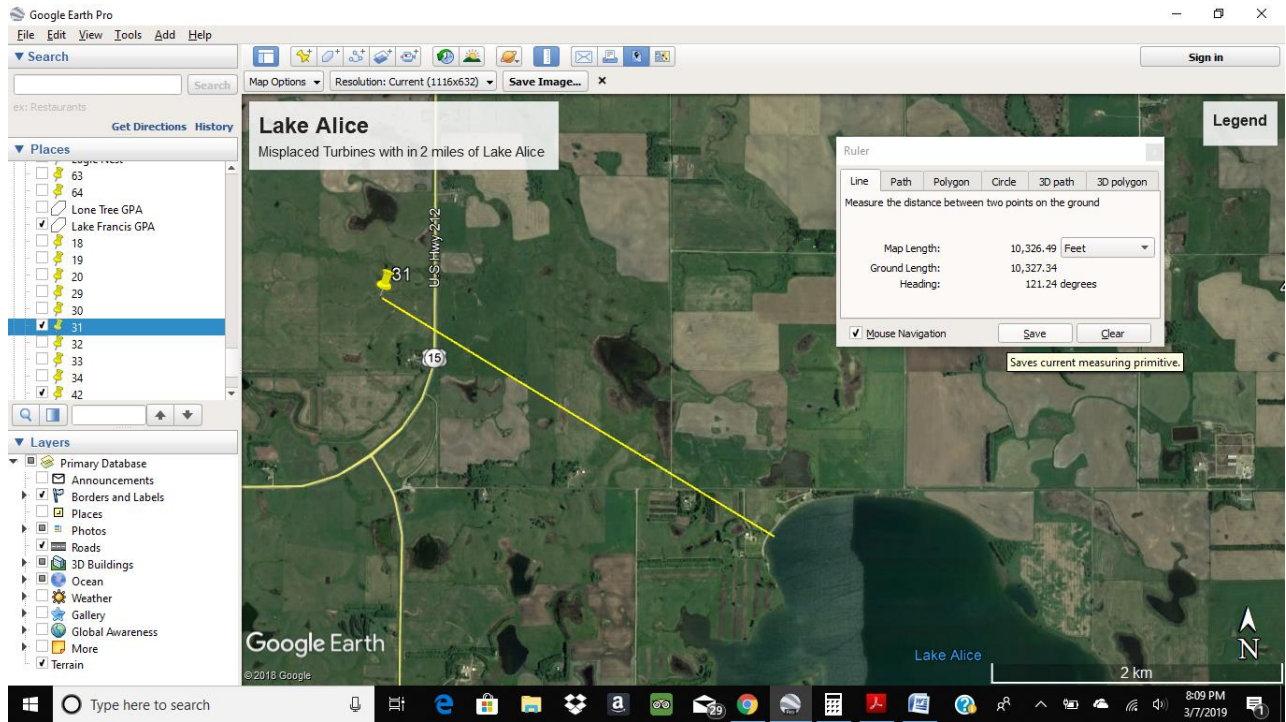 Google Earth Pro
File Edit View Tools Add Help
Search
Search
ex: Restaurants
Get Directions History
Places
Eagle Nest
63
64
Lone Tree GPA
Lake Francis GPA
18
19
20
29
30
31
32
33
34
42
Layers
Primary Database
Announcements
Borders and Labels
Places
Photos
Roads
3D Buildings
Ocean
Weather
Gallery
Global Awareness
More
Terrain
Sign in
Map Options Resolution: Current (1116x632) Save Image...
Lake Alice
Misplaced Turbines with in 2 miles of Lake Alice
Legend
Ruler
Line Path Polygon Circle 3D path 3D polygon
Measure the distance between two points on the ground
Map Length: 10,326.49 Feet
Ground Length: 10,327.34
Heading: 121.24 degrees
Mouse Navigation Save Clear
Saves current measuring primitive.
U.S Hwy 212
31
15
4
Lake Alice
Google Earth
© 2018 Google
2 km
N
Type here to search
a
29
8:09 PM
3/7/2019
1